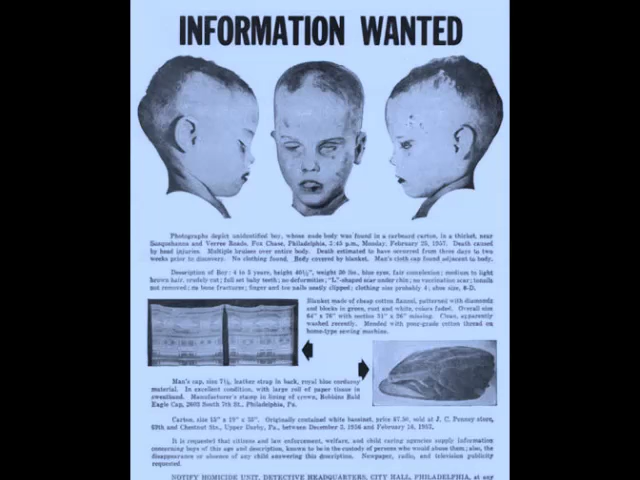 INFORMATION WANTED
Photographs depict unidentified boy, whose nude body was found in a carboard carton, in a thicket, near
Susquehanna and Verree Roads, Fox Chase, Philadelphia, 3:45 p.m., Monday, February 25, 1957. Death caused
by head injuries. Multiple bruises over entire body. Death estimated to have occurred from three days to two
weeks prior to discovery. No clothing found. Body covered by blanket. Man's cloth cap found adjacent to body.
Description of Boy: 4 to 5 years, height 40½", weight 30 lbs., blue eyes, fair complexion; medium to light
brown hair, crudely cut; full set baby teeth; no deformities; "L"-shaped scar under chin; no vaccination scar; tonsils
not removed; no bone fractures; finger and toe nails neatly clipped; clothing size probably 4; shoe size, 8-D.
Blanket made of cheap cotton flannel, patterned with diamonds
and blocks in green, rust and white, colors faded. Overall size
64" x 76" with section 31" x 26" missing. Clean, apparently
washed recently. Mended with poor-grade cotton thread on
home-type sewing machine.
Man's cap, size 7⅛, leather strap in back, royal blue corduroy
material. In excellent condition, with large roll of paper tissue in
sweatband. Manufacturer's stamp in lining of crown, Robbins Bald
Eagle Cap, 2603 South 7th St., Philadelphia, Pa.
Carton, size 15" x 19" x 35". Originally contained white bassinet, price $7.50, sold at J. C. Penney store,
69th and Chestnut Sts., Upper Darby, Pa., between December 3, 1956 and February 16, 1957.
It is requested that citizens and law enforcement, welfare, and child caring agencies supply information
concerning boys of this age and description, known to be in the custody of persons who would abuse them; also, the
disappearance or absence of any child answering this description. Newspaper, radio, and television publicity
requested.
NOTIFY HOMICIDE UNIT, DETECTIVE HEADQUARTERS, CITY HALL, PHILADELPHIA, at any